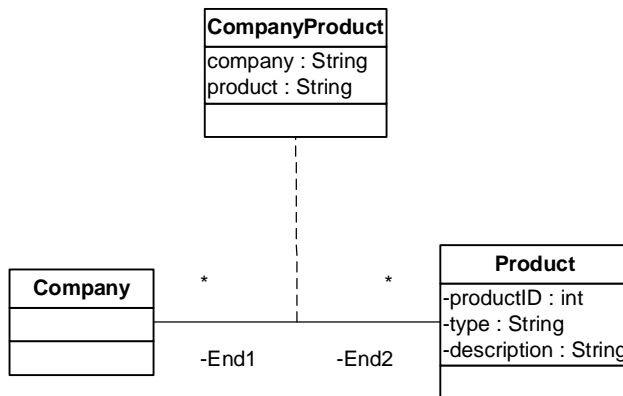 CompanyProduct
company : String
product : String
Company
*
*
-End1
-End2
Product
-productID : int
-type : String
-description : String